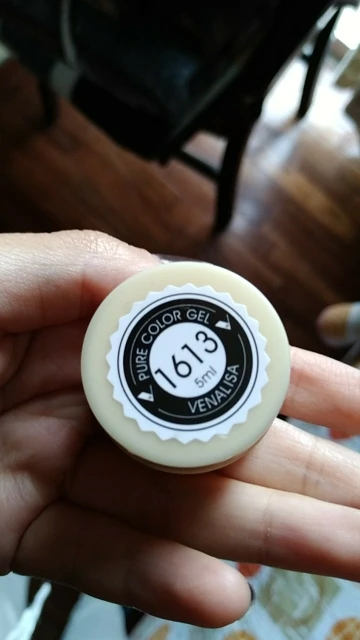 PURE COLOR GEL
1613
5ml
VENALISA